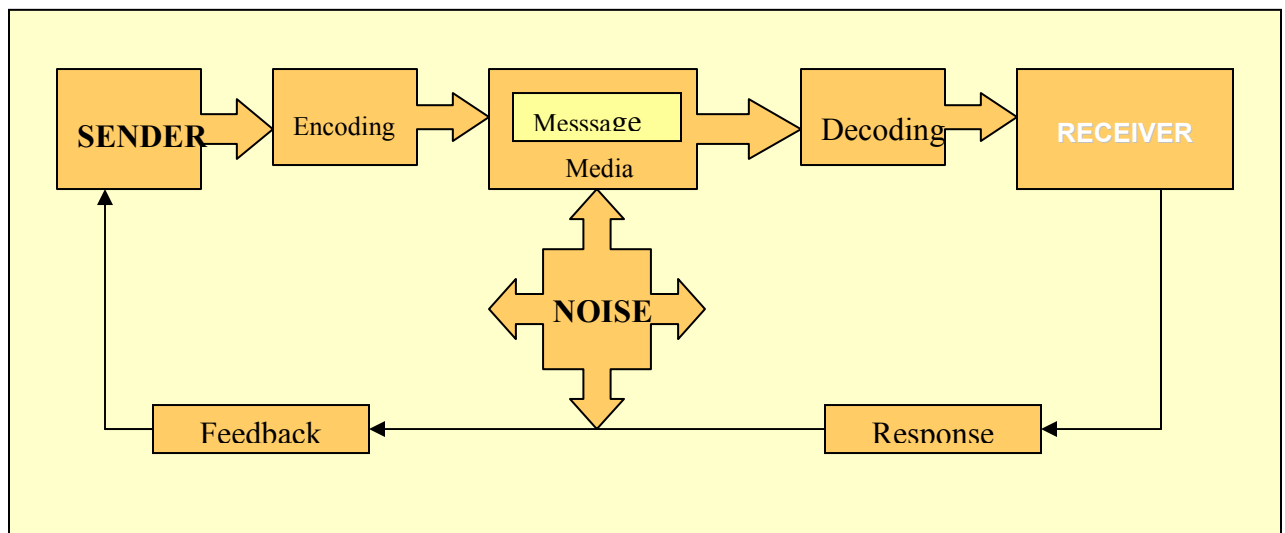 SENDER
Encoding
Messsage
Media
Decoding
RECEIVER
NOISE
Feedback
Response